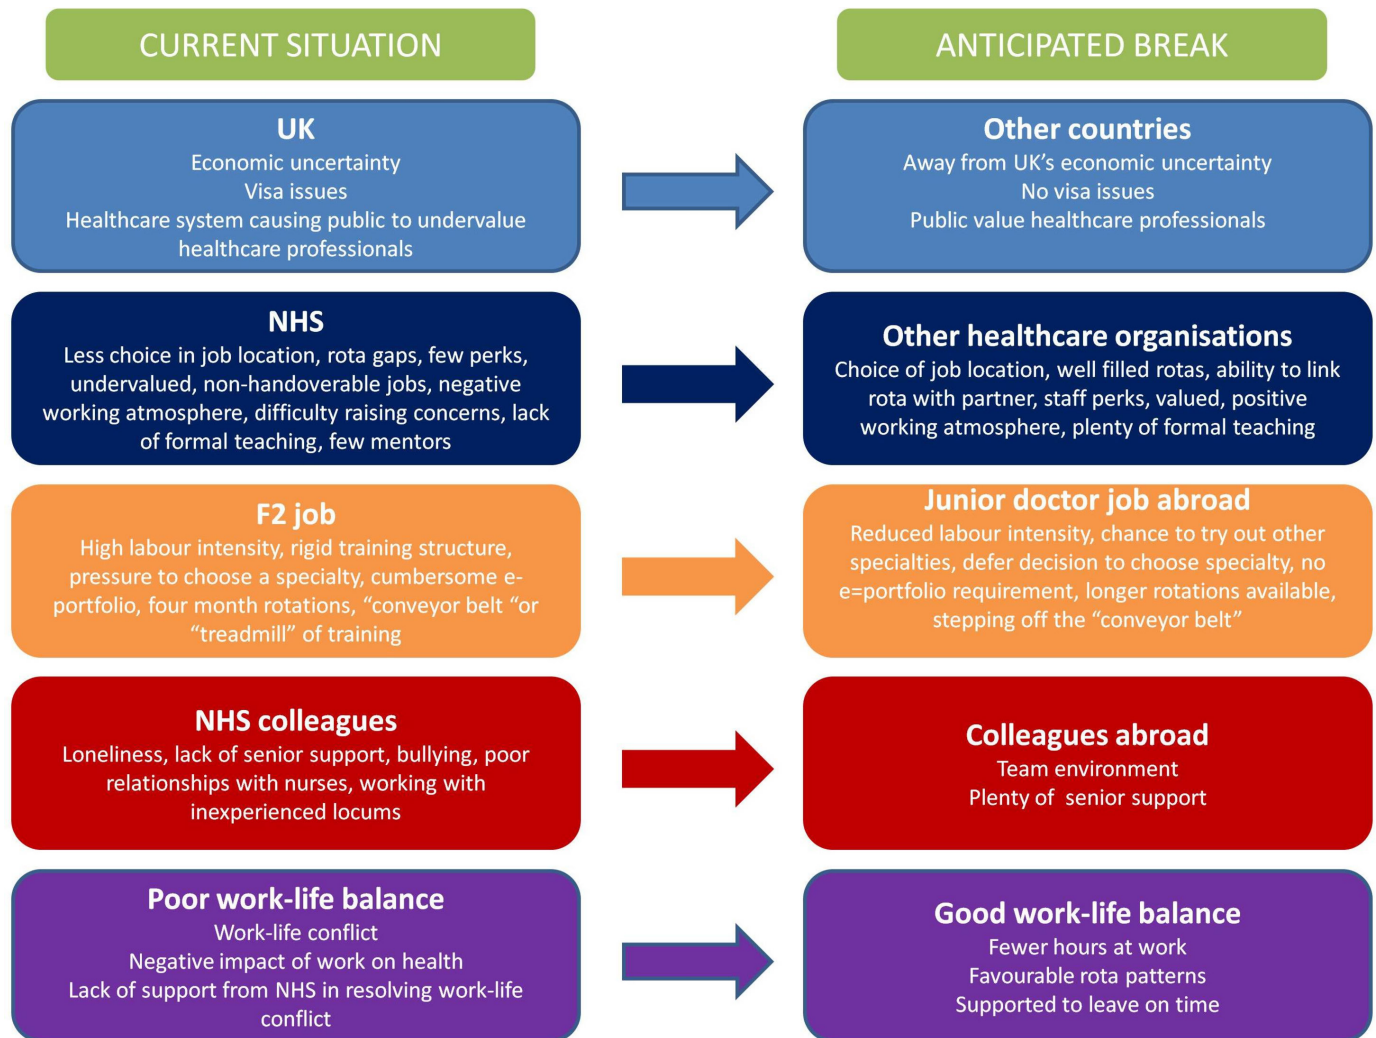 CURRENT SITUATION
ANTICIPATED BREAK
UK
Economic uncertainty
Visa issues
Healthcare system causing public to undervalue
healthcare professionals
Other countries
Away from UK's economic uncertainty
No visa issues
Public value healthcare professionals
NHS
Less choice in job location, rota gaps, few perks,
undervalued, non-handoverable jobs, negative
working atmosphere, difficulty raising concerns, lack
of formal teaching, few mentors
Other healthcare organisations
Choice of job location, well filled rotas, ability to link
rota with partner, staff perks, valued, positive
working atmosphere, plenty of formal teaching
F2 job
High labour intensity, rigid training structure,
pressure to choose a specialty, cumbersome e-
portfolio, four month rotations, “conveyor belt “or
“treadmill” of training
Junior doctor job abroad
Reduced labour intensity, chance to try out other
specialties, defer decision to choose specialty, no
e=portfolio requirement, longer rotations available,
stepping off the “conveyor belt”
NHS colleagues
Loneliness, lack of senior support, bullying, poor
relationships with nurses, working with
inexperienced locums
Colleagues abroad
Team environment
Plenty of senior support
Poor work-life balance
Work-life conflict
Negative impact of work on health
Lack of support from NHS in resolving work-life
conflict
Good work-life balance
Fewer hours at work
Favourable rota patterns
Supported to leave on time